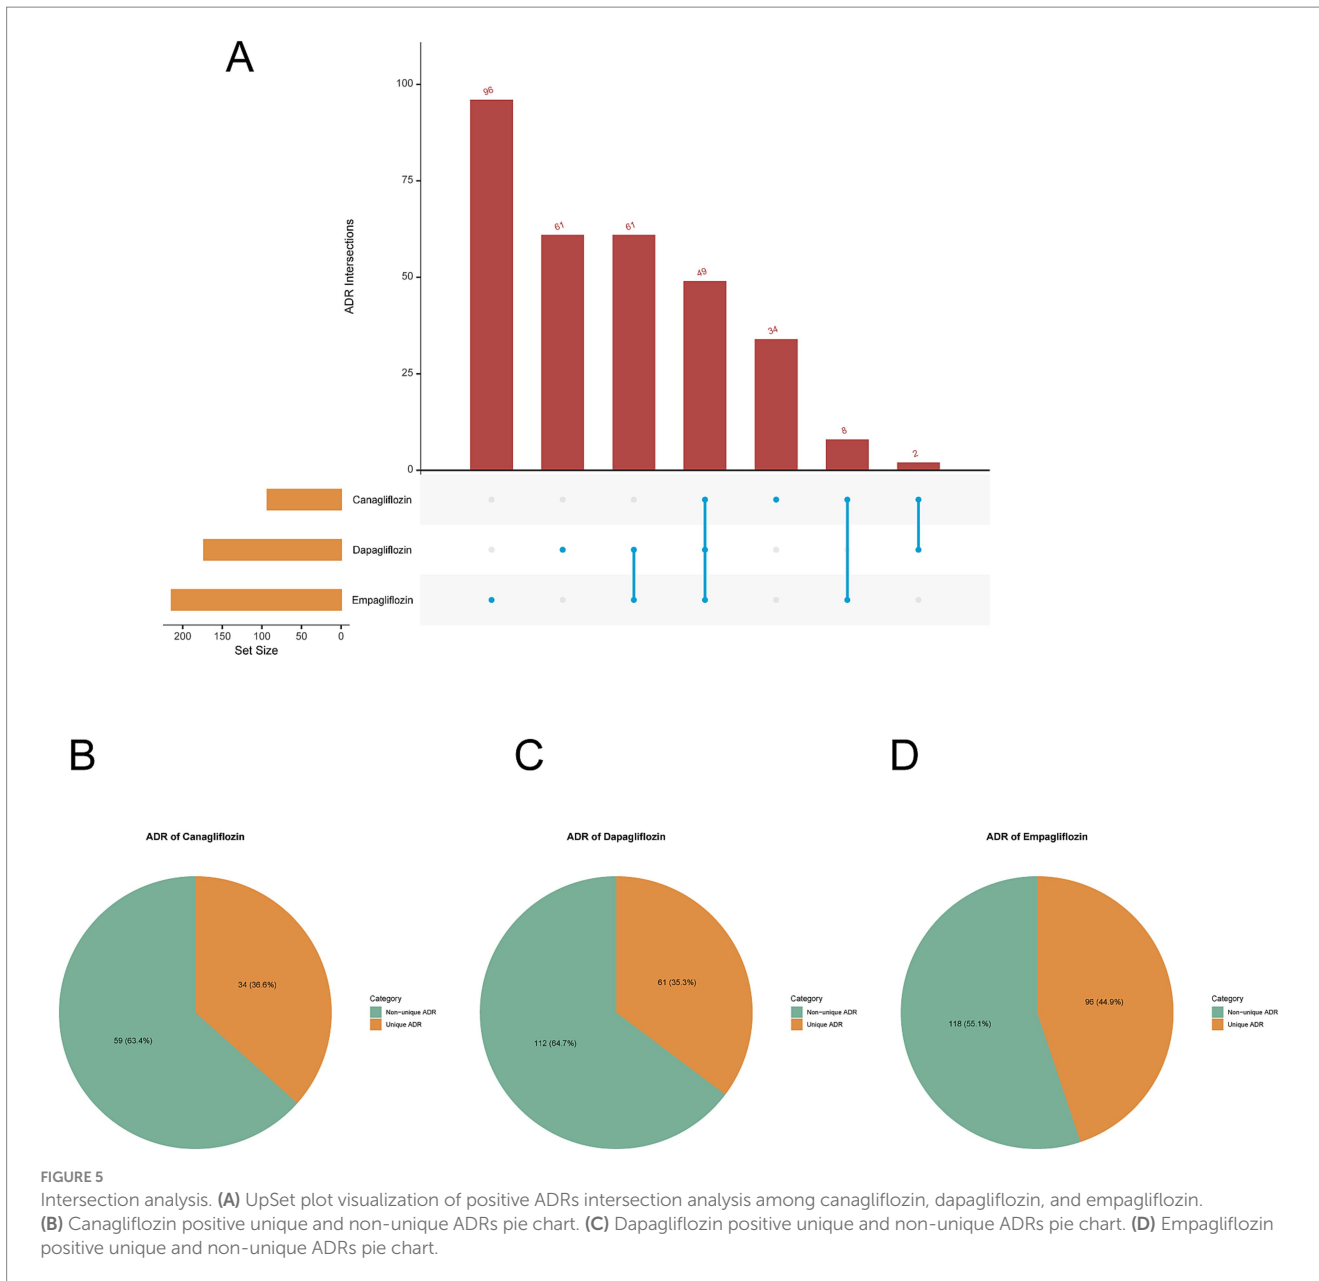 A
100
75
50
25
0
ADR Intersections
96
61
61
49
34
8
2
Canagliflozin
Dapagliflozin
Empagliflozin
200 150 100 50 0
Set Size
B
ADR of Canagliflozin
34 (36.6%)
59 (63.4%)
Category
Non-unique ADR
Unique ADR
C
ADR of Dapagliflozin
61 (35.3%)
112 (64.7%)
Category
Non-unique ADR
Unique ADR
D
ADR of Empagliflozin
96 (44.9%)
118 (55.1%)
Category
Non-unique ADR
Unique ADR
FIGURE 5
Intersection analysis. (A) UpSet plot visualization of positive ADRs intersection analysis among canagliflozin, dapagliflozin, and empagliflozin.
(B) Canagliflozin positive unique and non-unique ADRs pie chart. (C) Dapagliflozin positive unique and non-unique ADRs pie chart. (D) Empagliflozin
positive unique and non-unique ADRs pie chart.